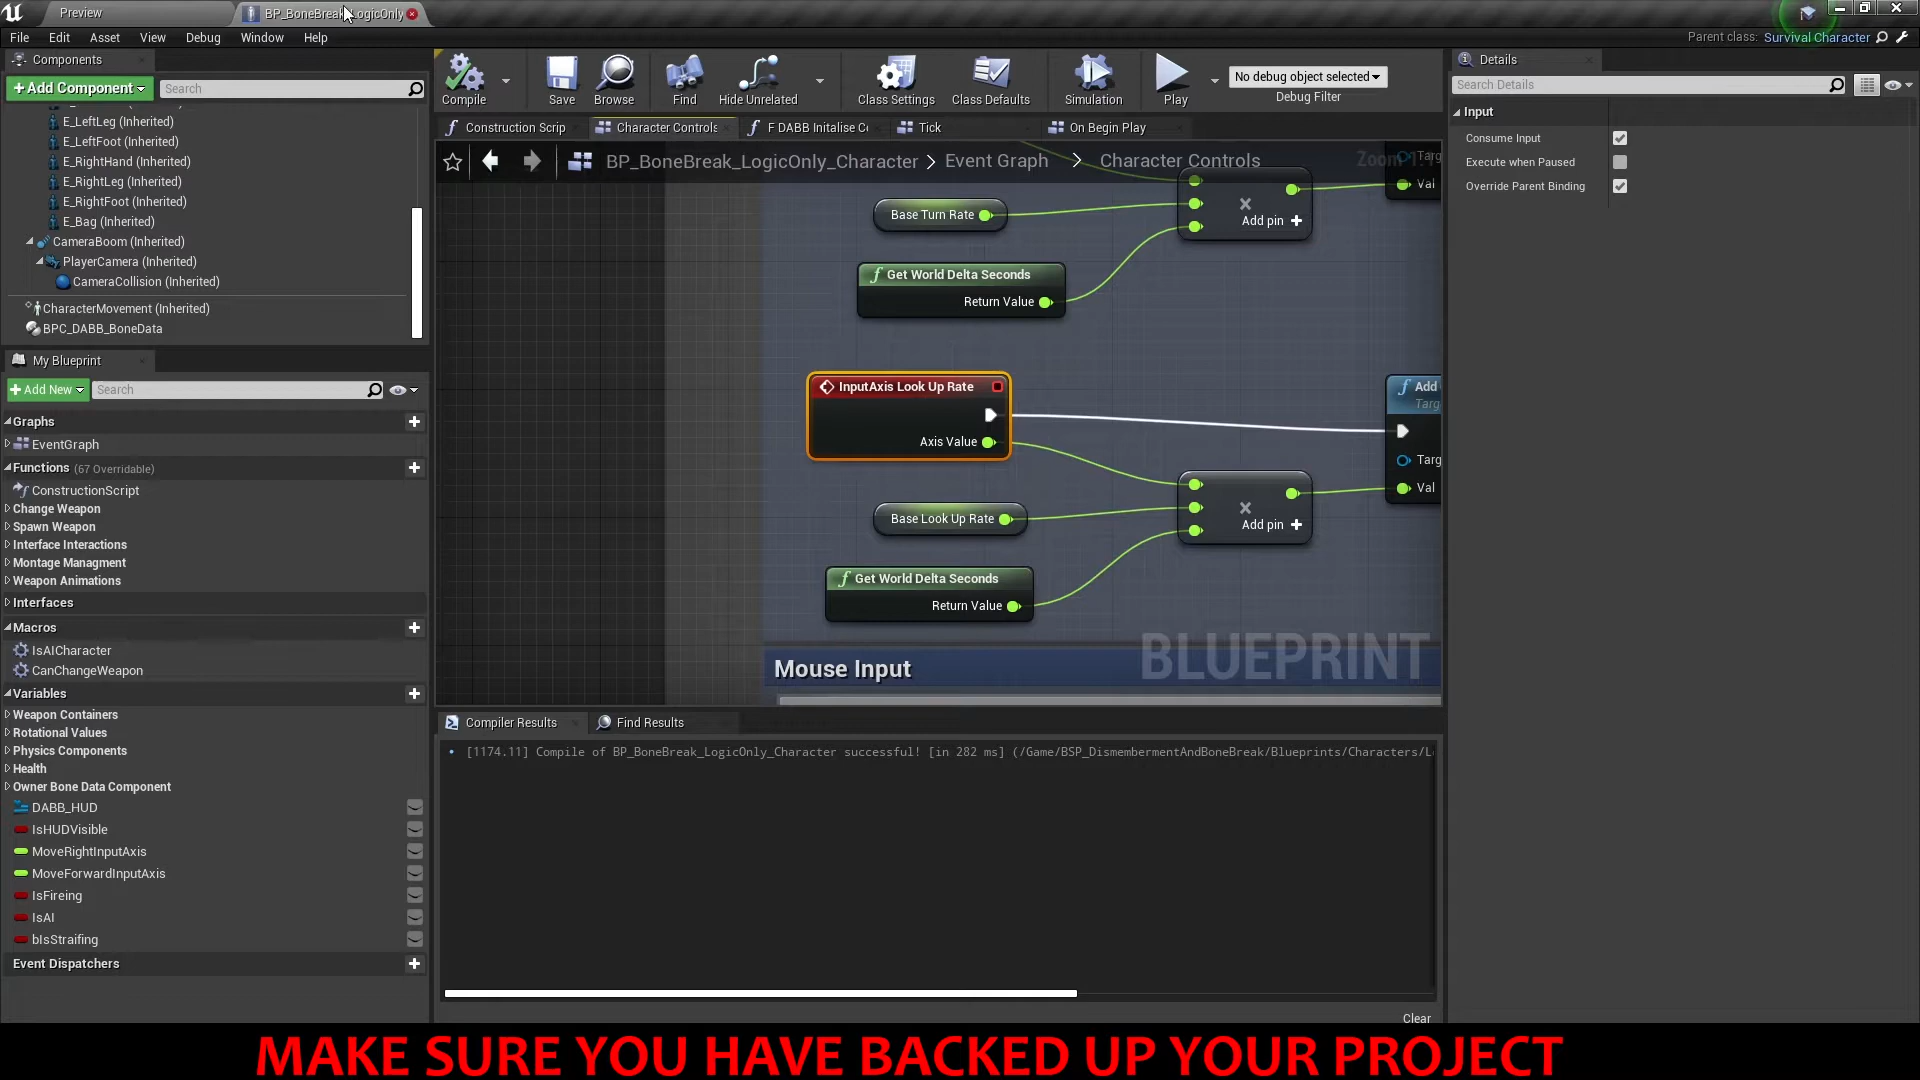 Preview
BP_BoneBreak_LogicOnly
File Edit Asset View Debug Window Help
Parent class: Survival Character
Components
+Add Component
Search
E_LeftLeg (Inherited)
E_LeftFoot (Inherited)
E_RightHand (Inherited)
E_RightLeg (Inherited)
E_RightFoot (Inherited)
E_Bag (Inherited)
CameraBoom (Inherited)
PlayerCamera (Inherited)
CameraCollision (Inherited)
CharacterMovement (Inherited)
BPC_DABB_BoneData
My Blueprint
+Add New
Search
Graphs
EventGraph
Functions (67 Overridable)
ConstructionScript
Change Weapon
Spawn Weapon
Interface Interactions
Montage Managment
Weapon Animations
Interfaces
Macros
IsAICharacter
CanChangeWeapon
Variables
Weapon Containers
Rotational Values
Physics Components
Health
Owner Bone Data Component
DABB_HUD
IsHUDVisible
MoveRightInputAxis
MoveForwardInputAxis
IsFireing
IsAI
bIsStraifing
Event Dispatchers
Compile
Save
Browse
Find
Hide Unrelated
Class Settings
Class Defaults
Simulation
Play
No debug object selected
Debug Filter
Construction Scrip
Character Controls
F DABB Initalise Co
Tick
On Begin Play
BP_BoneBreak_LogicOnly_Character > Event Graph > Character Controls
Targ
Val
Base Turn Rate
Add pin +
Get World Delta Seconds
Return Value
InputAxis Look Up Rate
Axis Value
Add
Targ
Targ
Val
Base Look Up Rate
Add pin +
Get World Delta Seconds
Return Value
Mouse Input
BLUEPRINT
Compiler Results
Find Results
[1174.11] Compile of BP_BoneBreak_LogicOnly_Character successful! [in 282 ms] (/Game/BSP_DismembermentAndBoneBreak/Blueprints/Characters/L
Clear
Details
Search Details
Input
Consume Input
Execute when Paused
Override Parent Binding
MAKE SURE YOU HAVE BACKED UP YOUR PROJECT